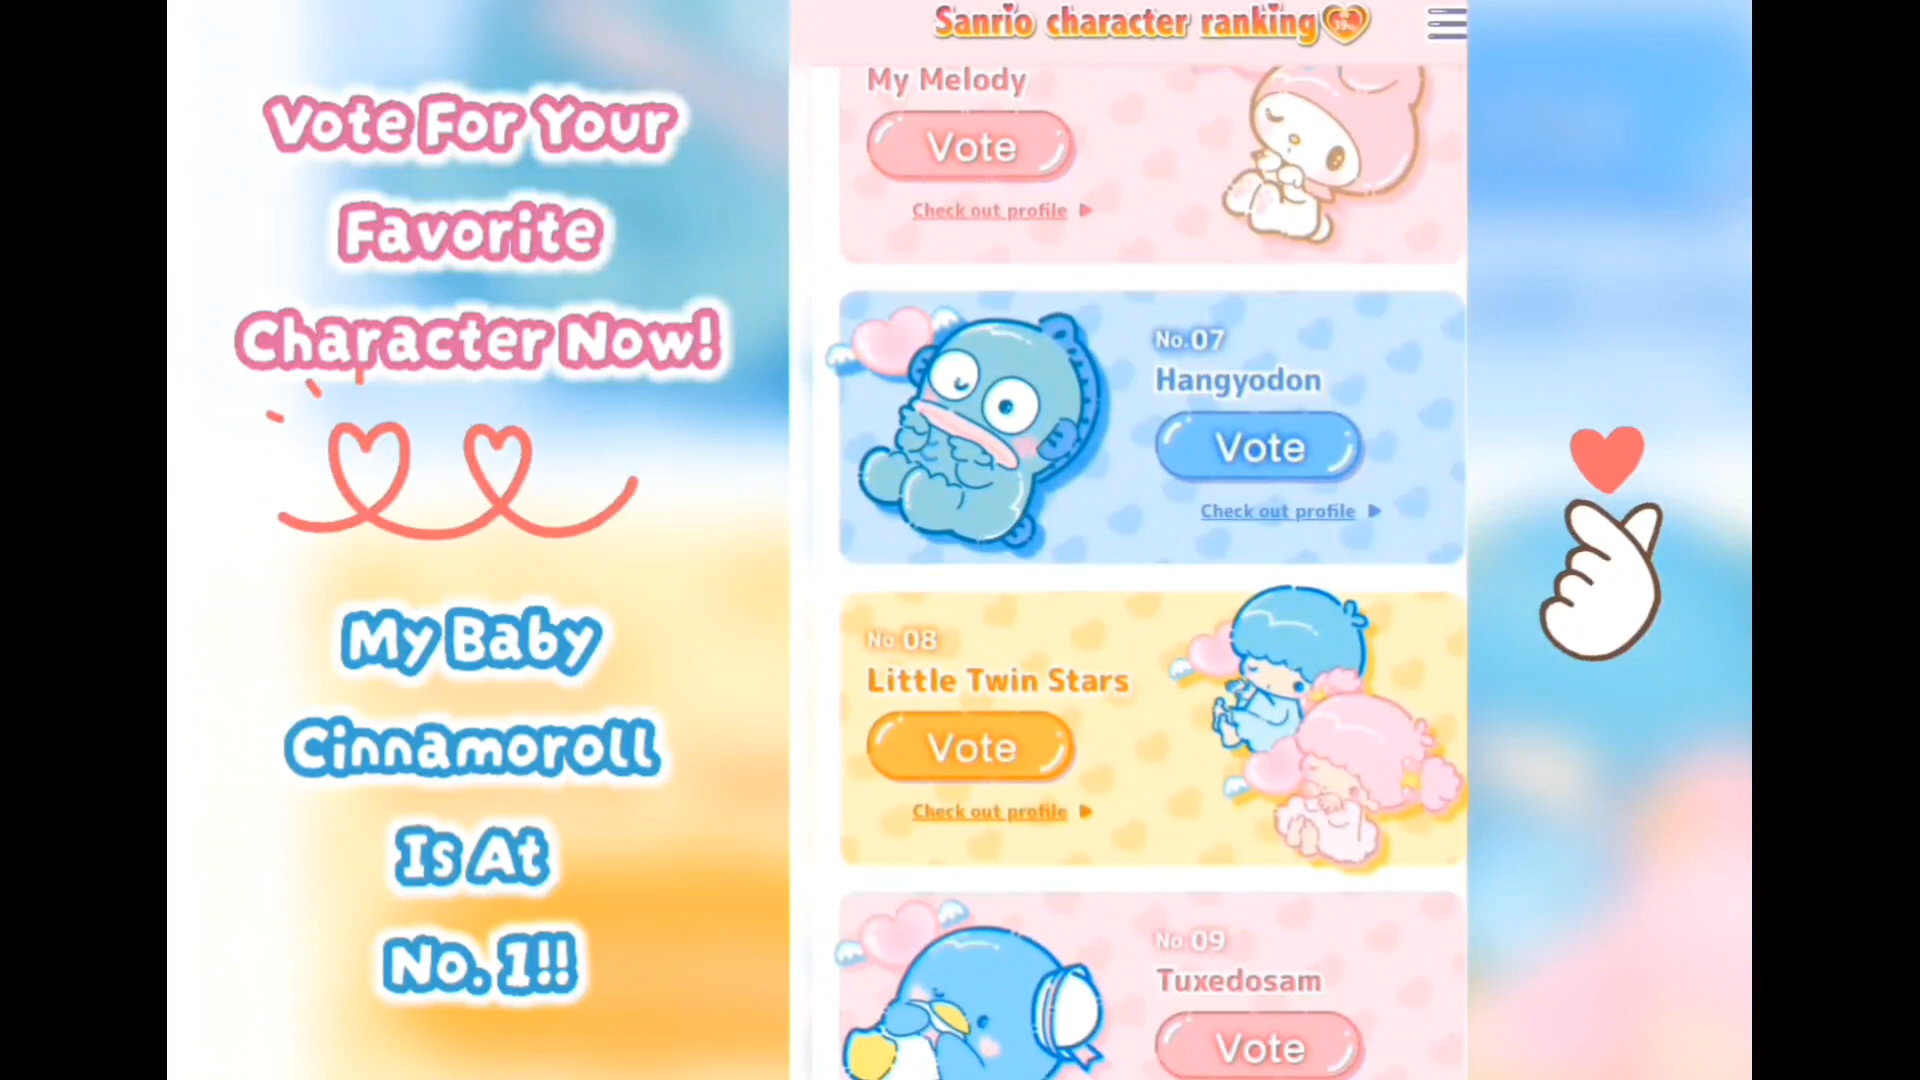 Vote For Your
Favorite
Character Now!
My Baby
Cinnamoroll
Is At
No. 1!!
Sanrio character ranking
My Melody
Vote
Check out profile
No.07
Hangyodon
Vote
Check out profile
No.08
Little Twin Stars
Vote
Check out profile
No.09
Tuxedosam
Vote